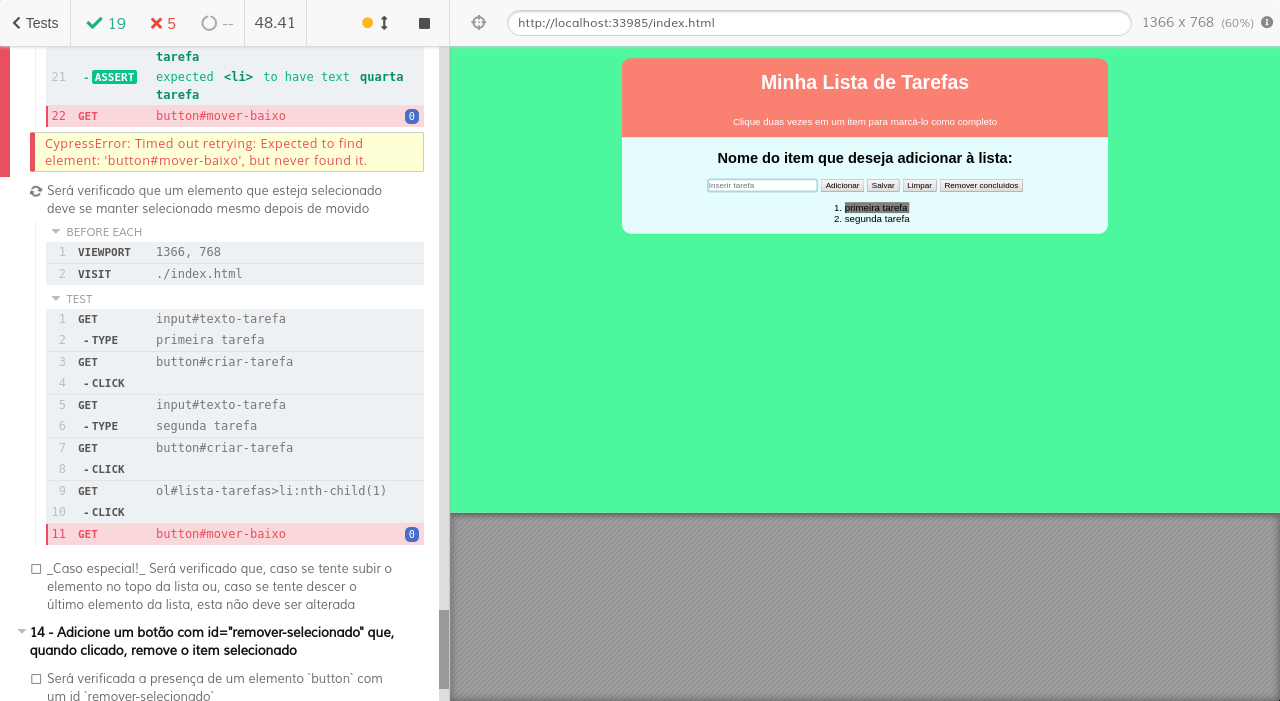 Tests 19 5 -- 48.41
tarefa
21 - ASSERT expected <li> to have text quarta
tarefa
22 GET button#mover-baixo 0
CypressError: Timed out retrying: Expected to find
element: 'button#mover-baixo', but never found it.
Será verificado que um elemento que esteja selecionado
deve se manter selecionado mesmo depois de movido
BEFORE EACH
1 VIEWPORT 1366, 768
2 VISIT ./index.html
TEST
1 GET input#texto-tarefa
2 - TYPE primeira tarefa
3 GET button#criar-tarefa
4 - CLICK
5 GET input#texto-tarefa
6 - TYPE segunda tarefa
7 GET button#criar-tarefa
8 - CLICK
9 GET ol#lista-tarefas>li:nth-child(1)
10 - CLICK
11 GET button#mover-baixo 0
_Caso especial!_ Será verificado que, caso se tente subir o
elemento no topo da lista ou, caso se tente descer o
último elemento da lista, esta não deve ser alterada
14 - Adicione um botão com id="remover-selecionado" que,
quando clicado, remove o item selecionado
Será verificada a presença de um elemento `button` com
um id `remover-selecionado`
http://localhost:33985/index.html 1366 x 768 (60%)
Minha Lista de Tarefas
Clique duas vezes em um item para marcá-lo como completo
Nome do item que deseja adicionar à lista:
Inserir tarefa Adicionar Salvar Limpar Remover concluídos
1. primeira tarefa
2. segunda tarefa